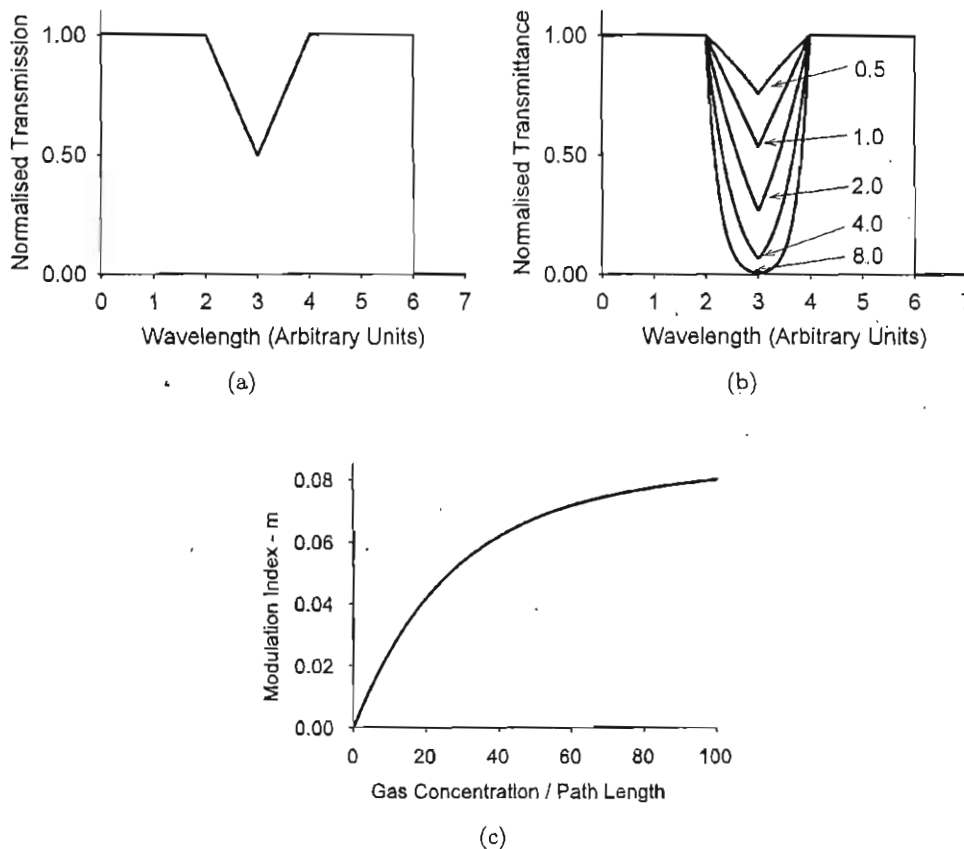 Normalised Transmission
1.00
0.50
0.00
0 1 2 3 4 5 6 7
Wavelength (Arbitrary Units)
(a)
Normalised Transmittance
1.00
0.50
0.00
0.5
1.0
2.0
4.0
8.0
0 1 2 3 4 5 6 7
Wavelength (Arbitrary Units)
(b)
Modulation Index - m
0.08
0.06
0.04
0.02
0.00
0 20 40 60 80 100
Gas Concentration / Path Length
(c)